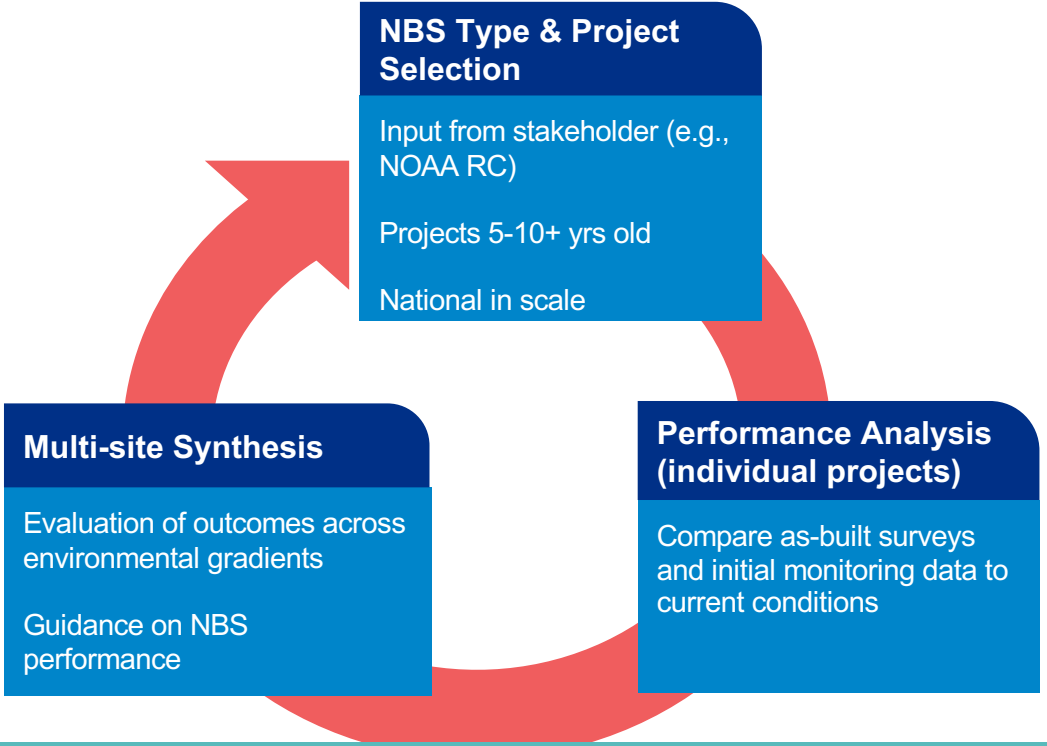 NBS Type & Project
Selection
Input from stakeholder (e.g.,
NOAA RC)
Projects 5-10+ yrs old
National in scale
Performance Analysis
(individual projects)
Compare as-built surveys
and initial monitoring data to
current conditions
Multi-site Synthesis
Evaluation of outcomes across
environmental gradients
Guidance on NBS
performance